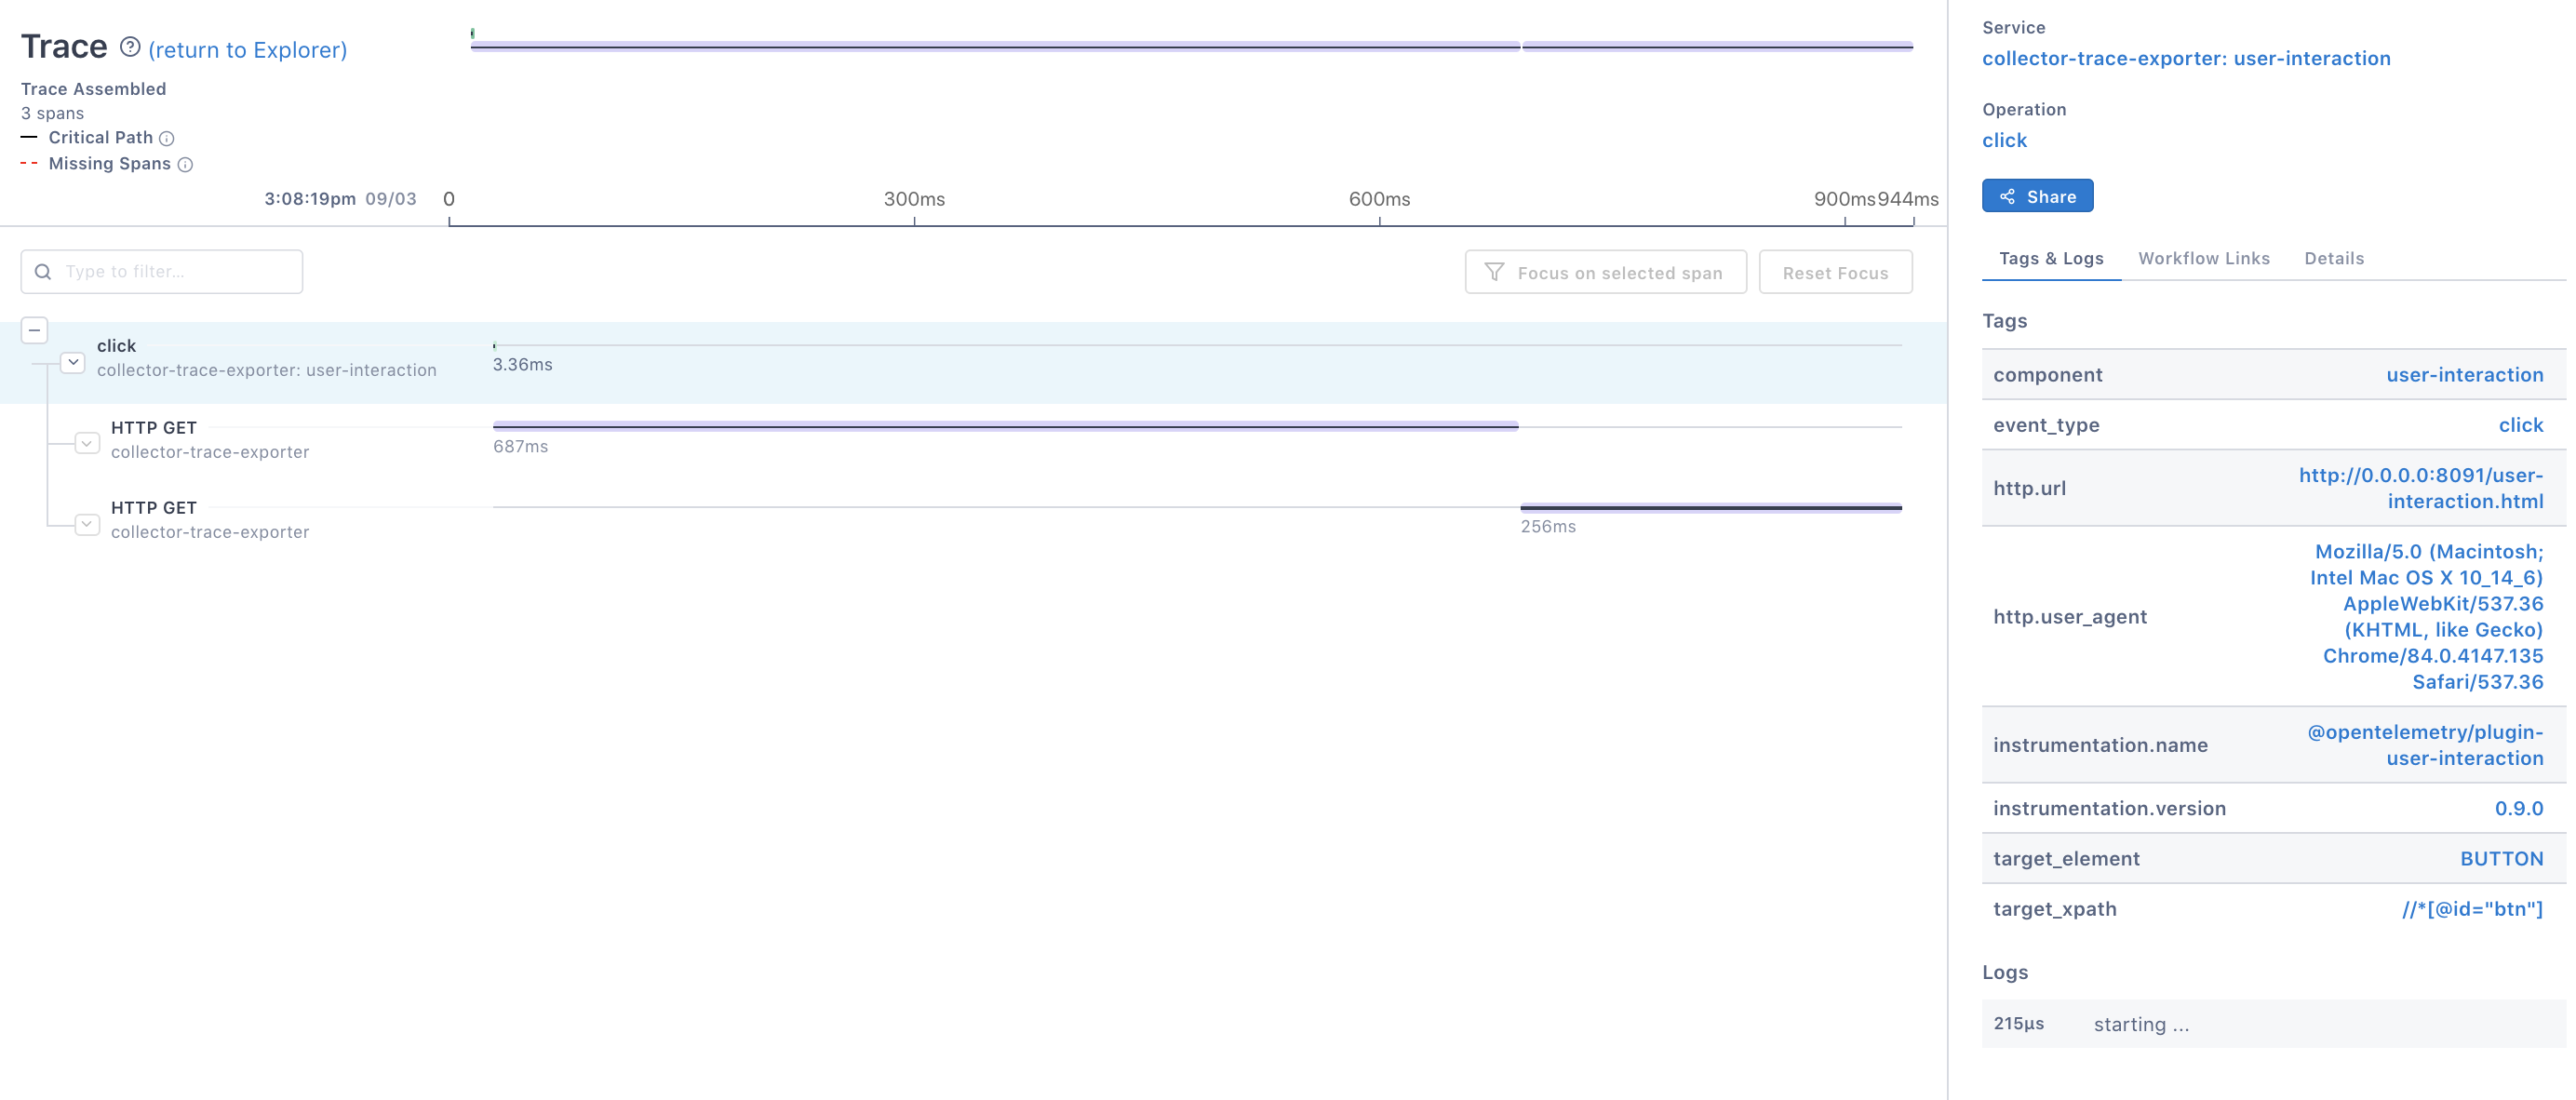 Trace (return to Explorer)
Trace Assembled
3 spans
Critical Path
Missing Spans
3:08:19pm 09/03 0 300ms 600ms 900ms 944ms
Type to filter...
Focus on selected span
Reset Focus
click
collector-trace-exporter: user-interaction
3.36ms
HTTP GET
collector-trace-exporter
687ms
HTTP GET
collector-trace-exporter
256ms
Service
collector-trace-exporter: user-interaction
Operation
click
Share
Tags & Logs Workflow Links Details
Tags
component user-interaction
event_type click
http.url
http://0.0.0.0:8091/user-
interaction.html
http.user_agent
Mozilla/5.0 (Macintosh;
Intel Mac OS X 10_14_6)
AppleWebKit/537.36
(KHTML, like Gecko)
Chrome/84.0.4147.135
Safari/537.36
instrumentation.name
@opentelemetry/plugin-
user-interaction
instrumentation.version 0.9.0
target_element BUTTON
target_xpath //*[@id="btn"]
Logs
215μs starting ...